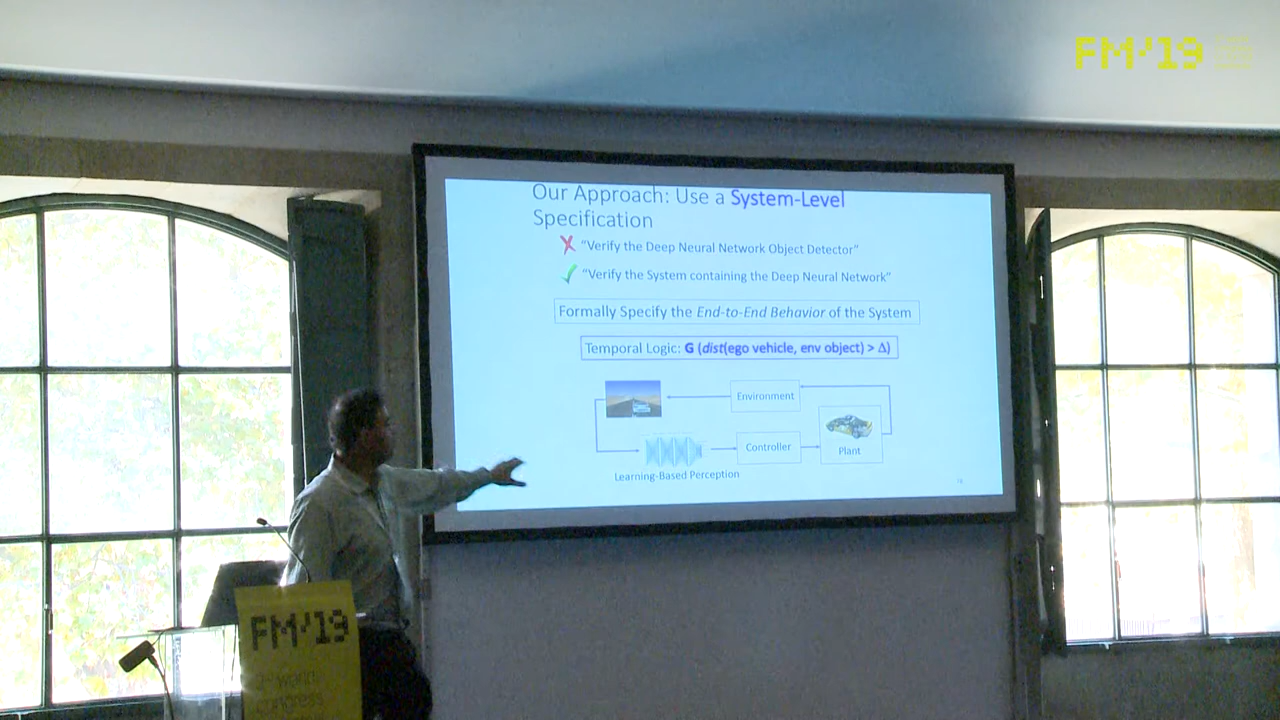 FM'19
Our Approach: Use a System-Level
Specification
✗ "Verify the Deep Neural Network Object Detector"
✓ "Verify the System containing the Deep Neural Network"
Formally Specify the End-to-End Behavior of the System
Temporal Logic: G (dist(ego vehicle, env object) > Δ)
Environment
Controller
Plant
Learning-Based Perception
FM'19
world
congress